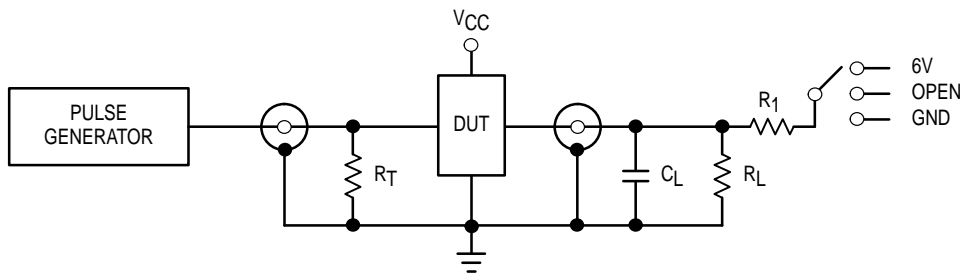 VCC
PULSE
GENERATOR
DUT
RT
CL
RL
R1
6V
OPEN
GND